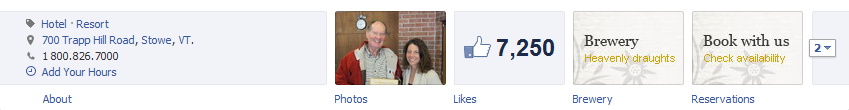 Hotel · Resort
700 Trapp Hill Road, Stowe, VT.
1 800.826.7000
Add Your Hours
About
Photos
7,250
Likes
Brewery
Heavenly draughts
Brewery
Book with us
Check availability
Reservations
2